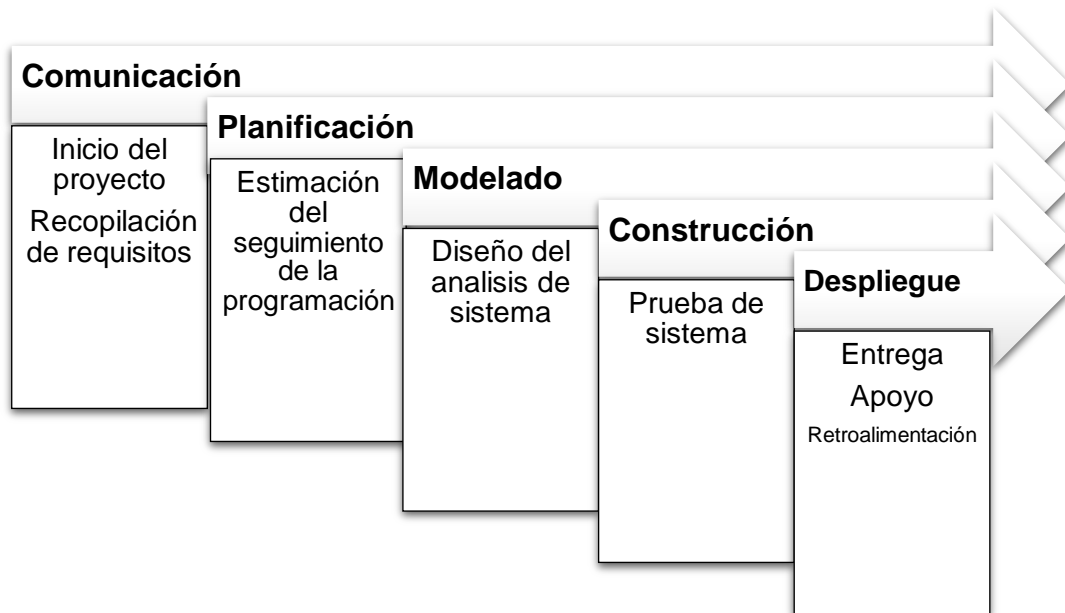 Comunicación
Inicio del
proyecto
Recopilación
de requisitos
Planificación
Estimación
del
seguimiento
de la
programación
Modelado
Diseño del
analisis de
sistema
Construcción
Prueba de
sistema
Despliegue
Entrega
Apoyo
Retroalimentación